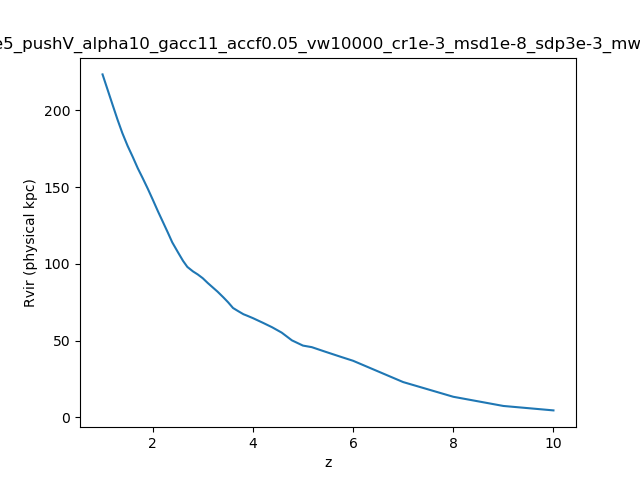 e5_pushV_alpha10_gacc11_accf0.05_vw10000_cr1e-3_msd1e-8_sdp3e-3_mw
200
150
100
50
0
Rvir (physical kpc)
2 4 6 8 10
z